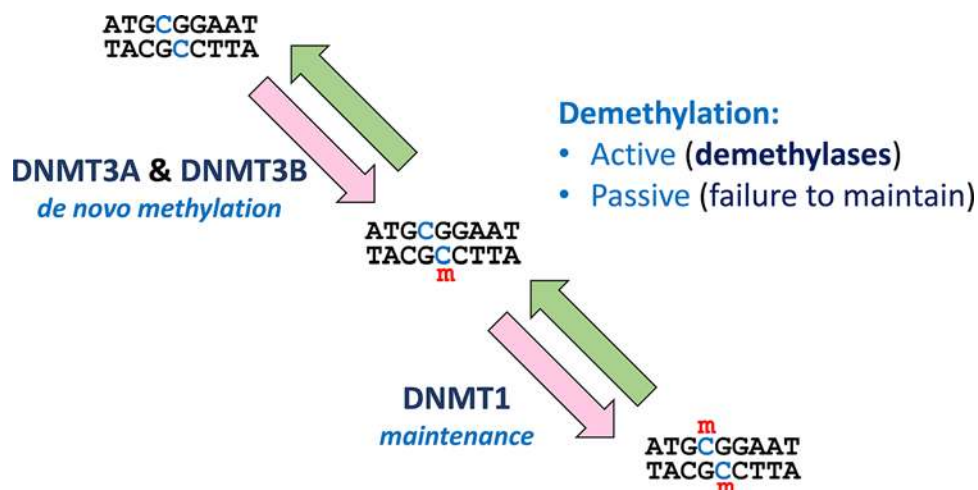 ATGCGGAAT
TACGCCTTA
Demethylation:
• Active (demethylases)
• Passive (failure to maintain)
DNMT3A & DNMT3B
de novo methylation
ATGCGGAAT
TACGCCTTA
m
DNMT1
maintenance
m
ATGCGGAAT
TACGCCTTA
m